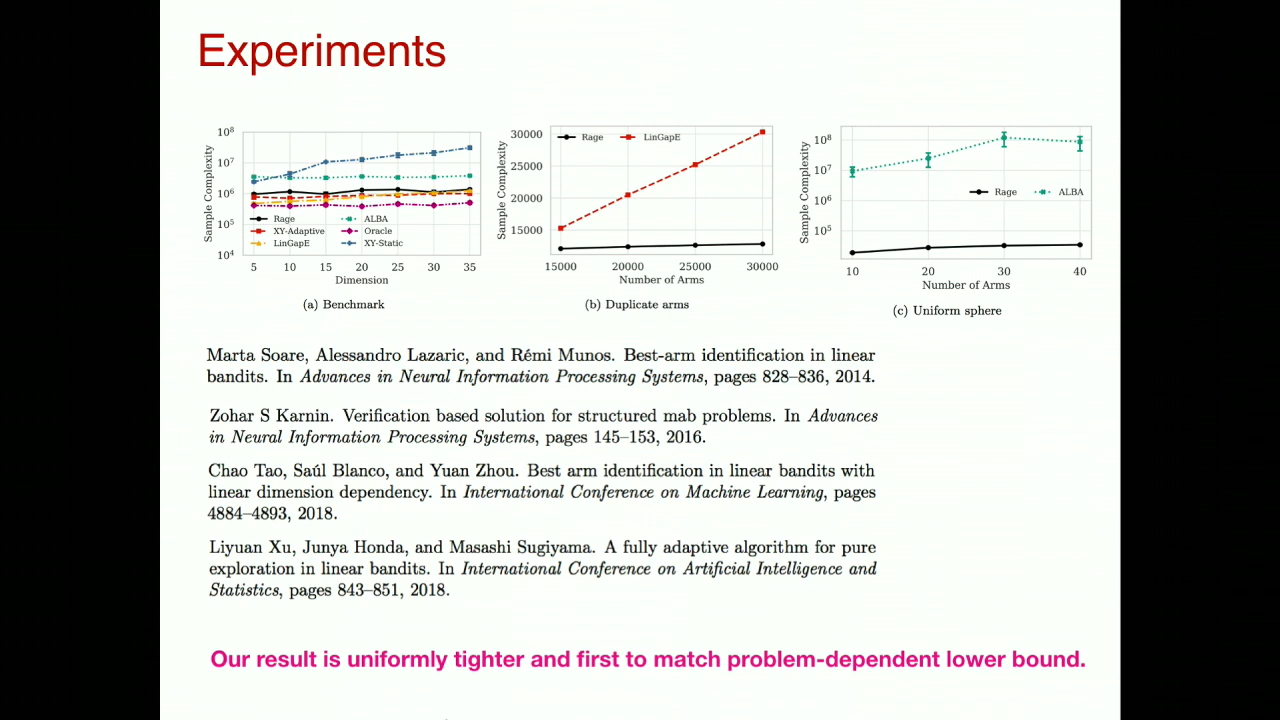 Experiments
Sample Complexity
10^8
10^7
10^6
10^5
10^4
Rage
XY-Adaptive
LinGapE
ALBA
Oracle
XY-Static
5 10 15 20 25 30 35
Dimension
(a) Benchmark
Sample Complexity
30000
25000
20000
15000
Rage
LinGapE
15000 20000 25000 30000
Number of Arms
(b) Duplicate arms
Sample Complexity
10^8
10^7
10^6
10^5
Rage
ALBA
10 20 30 40
Number of Arms
(c) Uniform sphere
Marta Soare, Alessandro Lazaric, and Rémi Munos. Best-arm identification in linear
bandits. In Advances in Neural Information Processing Systems, pages 828–836, 2014.
Zohar S Karnin. Verification based solution for structured mab problems. In Advances
in Neural Information Processing Systems, pages 145–153, 2016.
Chao Tao, Saúl Blanco, and Yuan Zhou. Best arm identification in linear bandits with
linear dimension dependency. In International Conference on Machine Learning, pages
4884–4893, 2018.
Liyuan Xu, Junya Honda, and Masashi Sugiyama. A fully adaptive algorithm for pure
exploration in linear bandits. In International Conference on Artificial Intelligence and
Statistics, pages 843–851, 2018.
Our result is uniformly tighter and first to match problem-dependent lower bound.